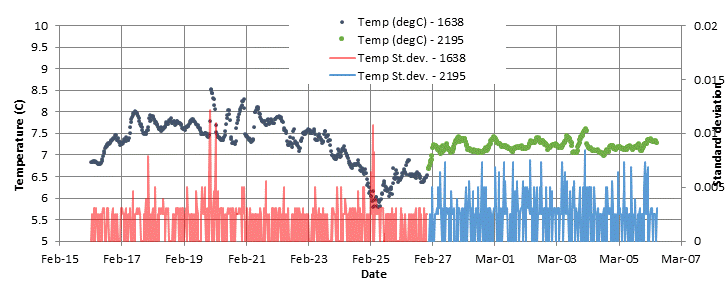 Temp (degC) - 1638
Temp (degC) - 2195
Temp St.dev. - 1638
Temp St.dev. - 2195
10
9.5
9
8.5
8
7.5
7
6.5
6
5.5
5
Temperature (C)
0.02
0.015
0.01
0.005
0
Standard deviation
Feb-15
Feb-17
Feb-19
Feb-21
Feb-23
Feb-25
Feb-27
Mar-01
Mar-03
Mar-05
Mar-07
Date